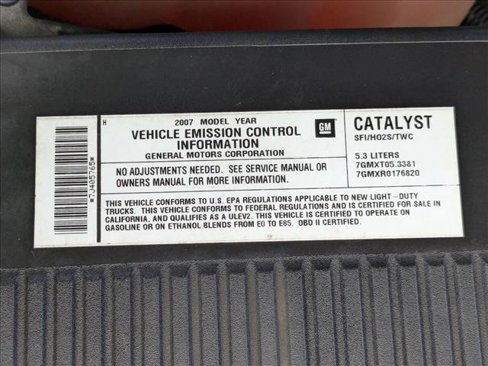 H
2007 MODEL YEAR
VEHICLE EMISSION CONTROL
INFORMATION
GENERAL MOTORS CORPORATION
GM
CATALYST
SFI/HO2S/TWC
NO ADJUSTMENTS NEEDED. SEE SERVICE MANUAL OR
OWNERS MANUAL FOR MORE INFORMATION.
5.3 LITERS
7GMXT05.3381
7GMXR0176820
THIS VEHICLE CONFORMS TO U.S. EPA REGULATIONS APPLICABLE TO NEW LIGHT-DUTY
TRUCKS. THIS VEHICLE CONFORMS TO FEDERAL REGULATIONS AND IS CERTIFIED FOR SALE IN
CALIFORNIA, AND QUALIFIES AS A ULEV2. THIS VEHICLE IS CERTIFIED TO OPERATE ON
GASOLINE OR ON ETHANOL BLENDS FROM E0 TO E85. OBD II CERTIFIED.
*7J485765*